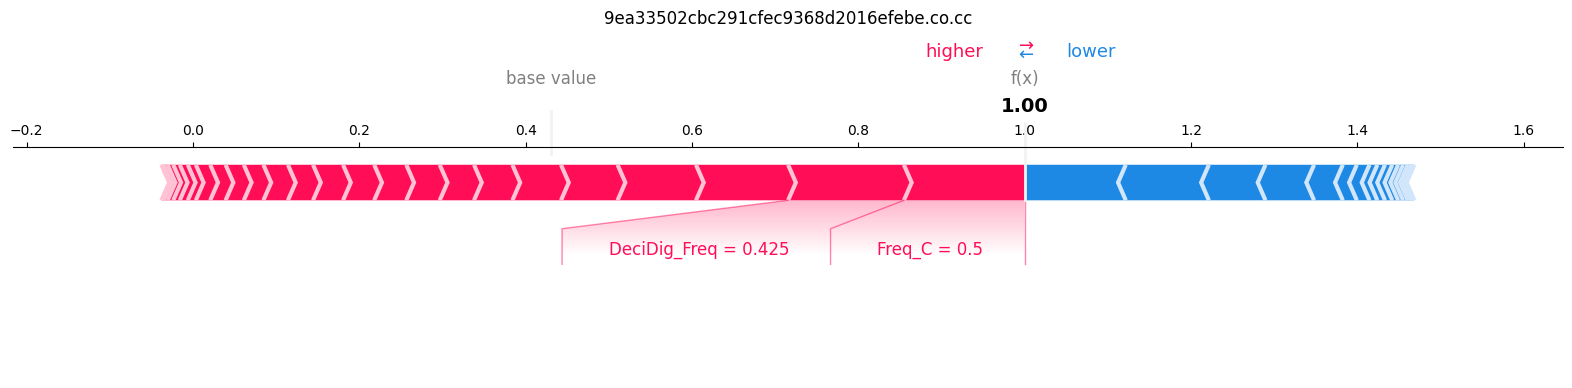 9ea33502cbc291cfec9368d2016efebe.co.cc
higher ⇄ lower
base value f(x)
1.00
−0.2 0.0 0.2 0.4 0.6 0.8 1.0 1.2 1.4 1.6
DeciDig_Freq = 0.425 Freq_C = 0.5